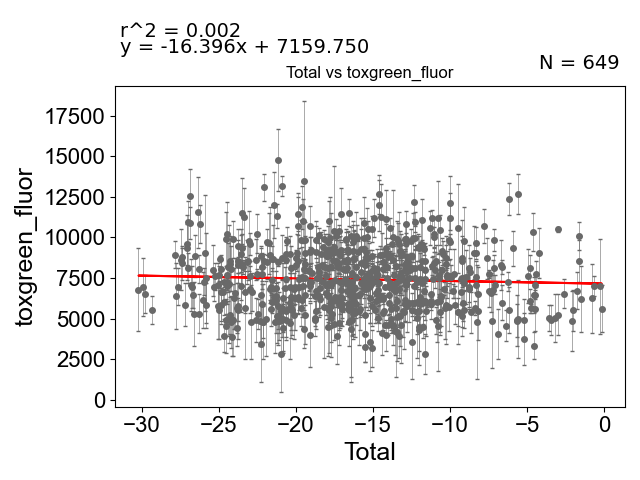 r^2 = 0.002
y = -16.396x + 7159.750
N = 649
Total vs toxgreen_fluor
toxgreen_fluor
17500
15000
12500
10000
7500
5000
2500
0
−30 −25 −20 −15 −10 −5 0
Total